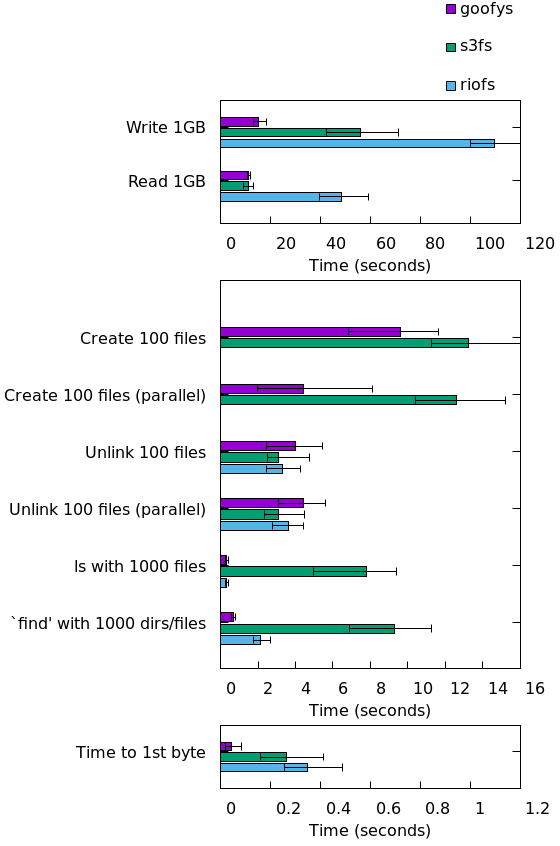 goofys
s3fs
riofs
Write 1GB
Read 1GB
0 20 40 60 80 100 120
Time (seconds)
Create 100 files
Create 100 files (parallel)
Unlink 100 files
Unlink 100 files (parallel)
ls with 1000 files
`find' with 1000 dirs/files
0 2 4 6 8 10 12 14 16
Time (seconds)
Time to 1st byte
0 0.2 0.4 0.6 0.8 1 1.2
Time (seconds)